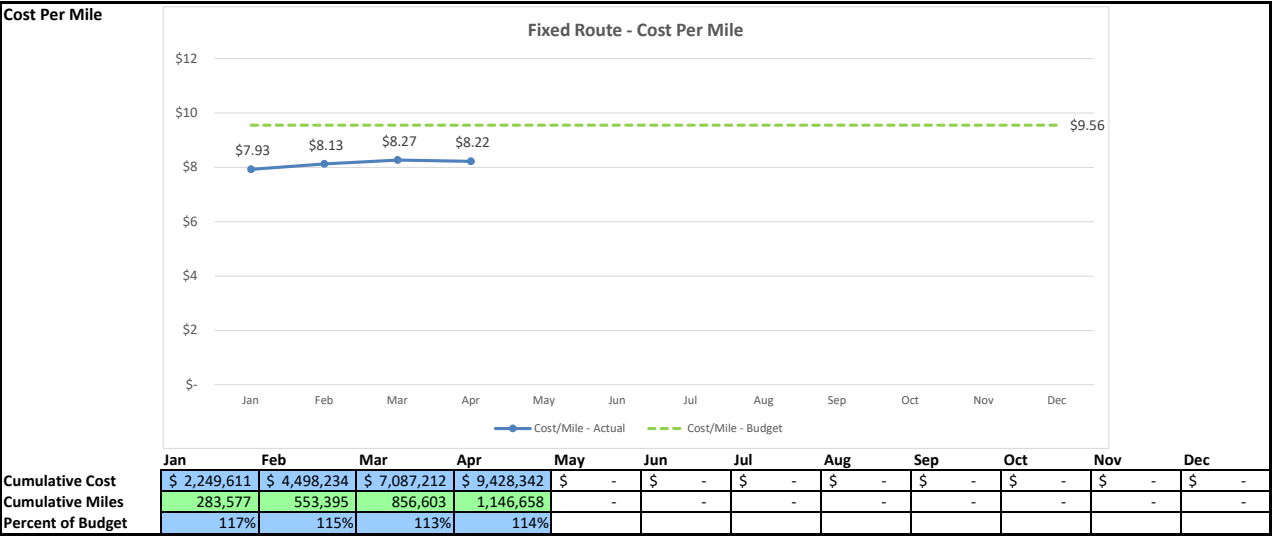 Cost Per Mile
Fixed Route - Cost Per Mile
$12
$10
$9.56
$7.93 $8.13 $8.27 $8.22
$8
$6
$4
$2
$-
Jan Feb Mar Apr May Jun Jul Aug Sep Oct Nov Dec
Cost/Mile - Actual Cost/Mile - Budget
Jan Feb Mar Apr May Jun Jul Aug Sep Oct Nov Dec
Cumulative Cost $ 2,249,611 $ 4,498,234 $ 7,087,212 $ 9,428,342 $ - $ - $ - $ - $ - $ - $ - $ -
Cumulative Miles 283,577 553,395 856,603 1,146,658 - - - - - - - -
Percent of Budget 117% 115% 113% 114%